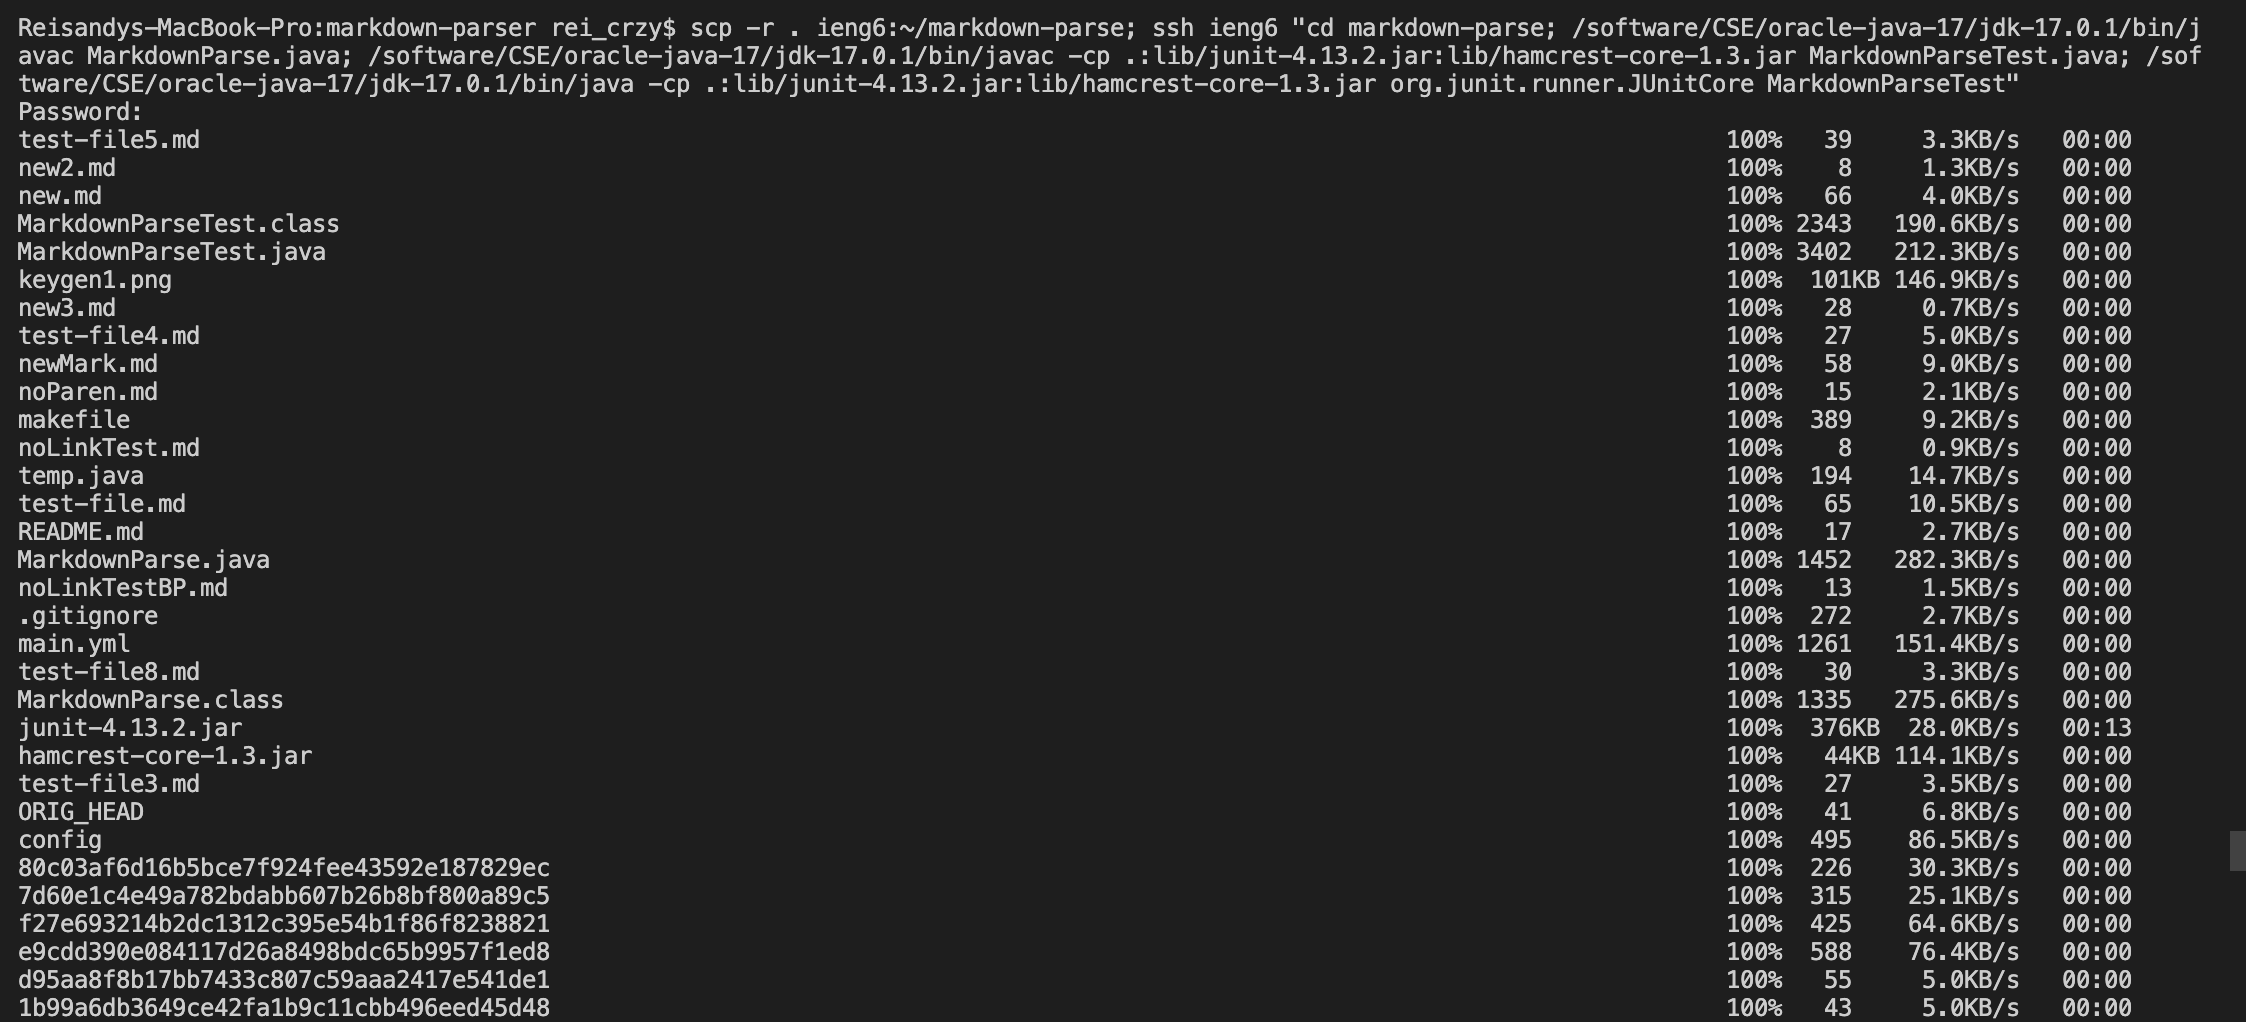 Reisandys-MacBook-Pro:markdown-parser rei_crzy$ scp -r . ieng6:~/markdown-parse; ssh ieng6 "cd markdown-parse; /software/CSE/oracle-java-17/jdk-17.0.1/bin/j
avac MarkdownParse.java; /software/CSE/oracle-java-17/jdk-17.0.1/bin/javac -cp .:lib/junit-4.13.2.jar:lib/hamcrest-core-1.3.jar MarkdownParseTest.java; /sof
tware/CSE/oracle-java-17/jdk-17.0.1/bin/java -cp .:lib/junit-4.13.2.jar:lib/hamcrest-core-1.3.jar org.junit.runner.JUnitCore MarkdownParseTest"
Password:
test-file5.md 100% 39 3.3KB/s 00:00
new2.md 100% 8 1.3KB/s 00:00
new.md 100% 66 4.0KB/s 00:00
MarkdownParseTest.class 100% 2343 190.6KB/s 00:00
MarkdownParseTest.java 100% 3402 212.3KB/s 00:00
keygen1.png 100% 101KB 146.9KB/s 00:00
new3.md 100% 28 0.7KB/s 00:00
test-file4.md 100% 27 5.0KB/s 00:00
newMark.md 100% 58 9.0KB/s 00:00
noParen.md 100% 15 2.1KB/s 00:00
makefile 100% 389 9.2KB/s 00:00
noLinkTest.md 100% 8 0.9KB/s 00:00
temp.java 100% 194 14.7KB/s 00:00
test-file.md 100% 65 10.5KB/s 00:00
README.md 100% 17 2.7KB/s 00:00
MarkdownParse.java 100% 1452 282.3KB/s 00:00
noLinkTestBP.md 100% 13 1.5KB/s 00:00
.gitignore 100% 272 2.7KB/s 00:00
main.yml 100% 1261 151.4KB/s 00:00
test-file8.md 100% 30 3.3KB/s 00:00
MarkdownParse.class 100% 1335 275.6KB/s 00:00
junit-4.13.2.jar 100% 376KB 28.0KB/s 00:13
hamcrest-core-1.3.jar 100% 44KB 114.1KB/s 00:00
test-file3.md 100% 27 3.5KB/s 00:00
ORIG_HEAD 100% 41 6.8KB/s 00:00
config 100% 495 86.5KB/s 00:00
80c03af6d16b5bce7f924fee43592e187829ec 100% 226 30.3KB/s 00:00
7d60e1c4e49a782bdabb607b26b8bf800a89c5 100% 315 25.1KB/s 00:00
f27e693214b2dc1312c395e54b1f86f8238821 100% 425 64.6KB/s 00:00
e9cdd390e084117d26a8498bdc65b9957f1ed8 100% 588 76.4KB/s 00:00
d95aa8f8b17bb7433c807c59aaa2417e541de1 100% 55 5.0KB/s 00:00
1b99a6db3649ce42fa1b9c11cbb496eed45d48 100% 43 5.0KB/s 00:00